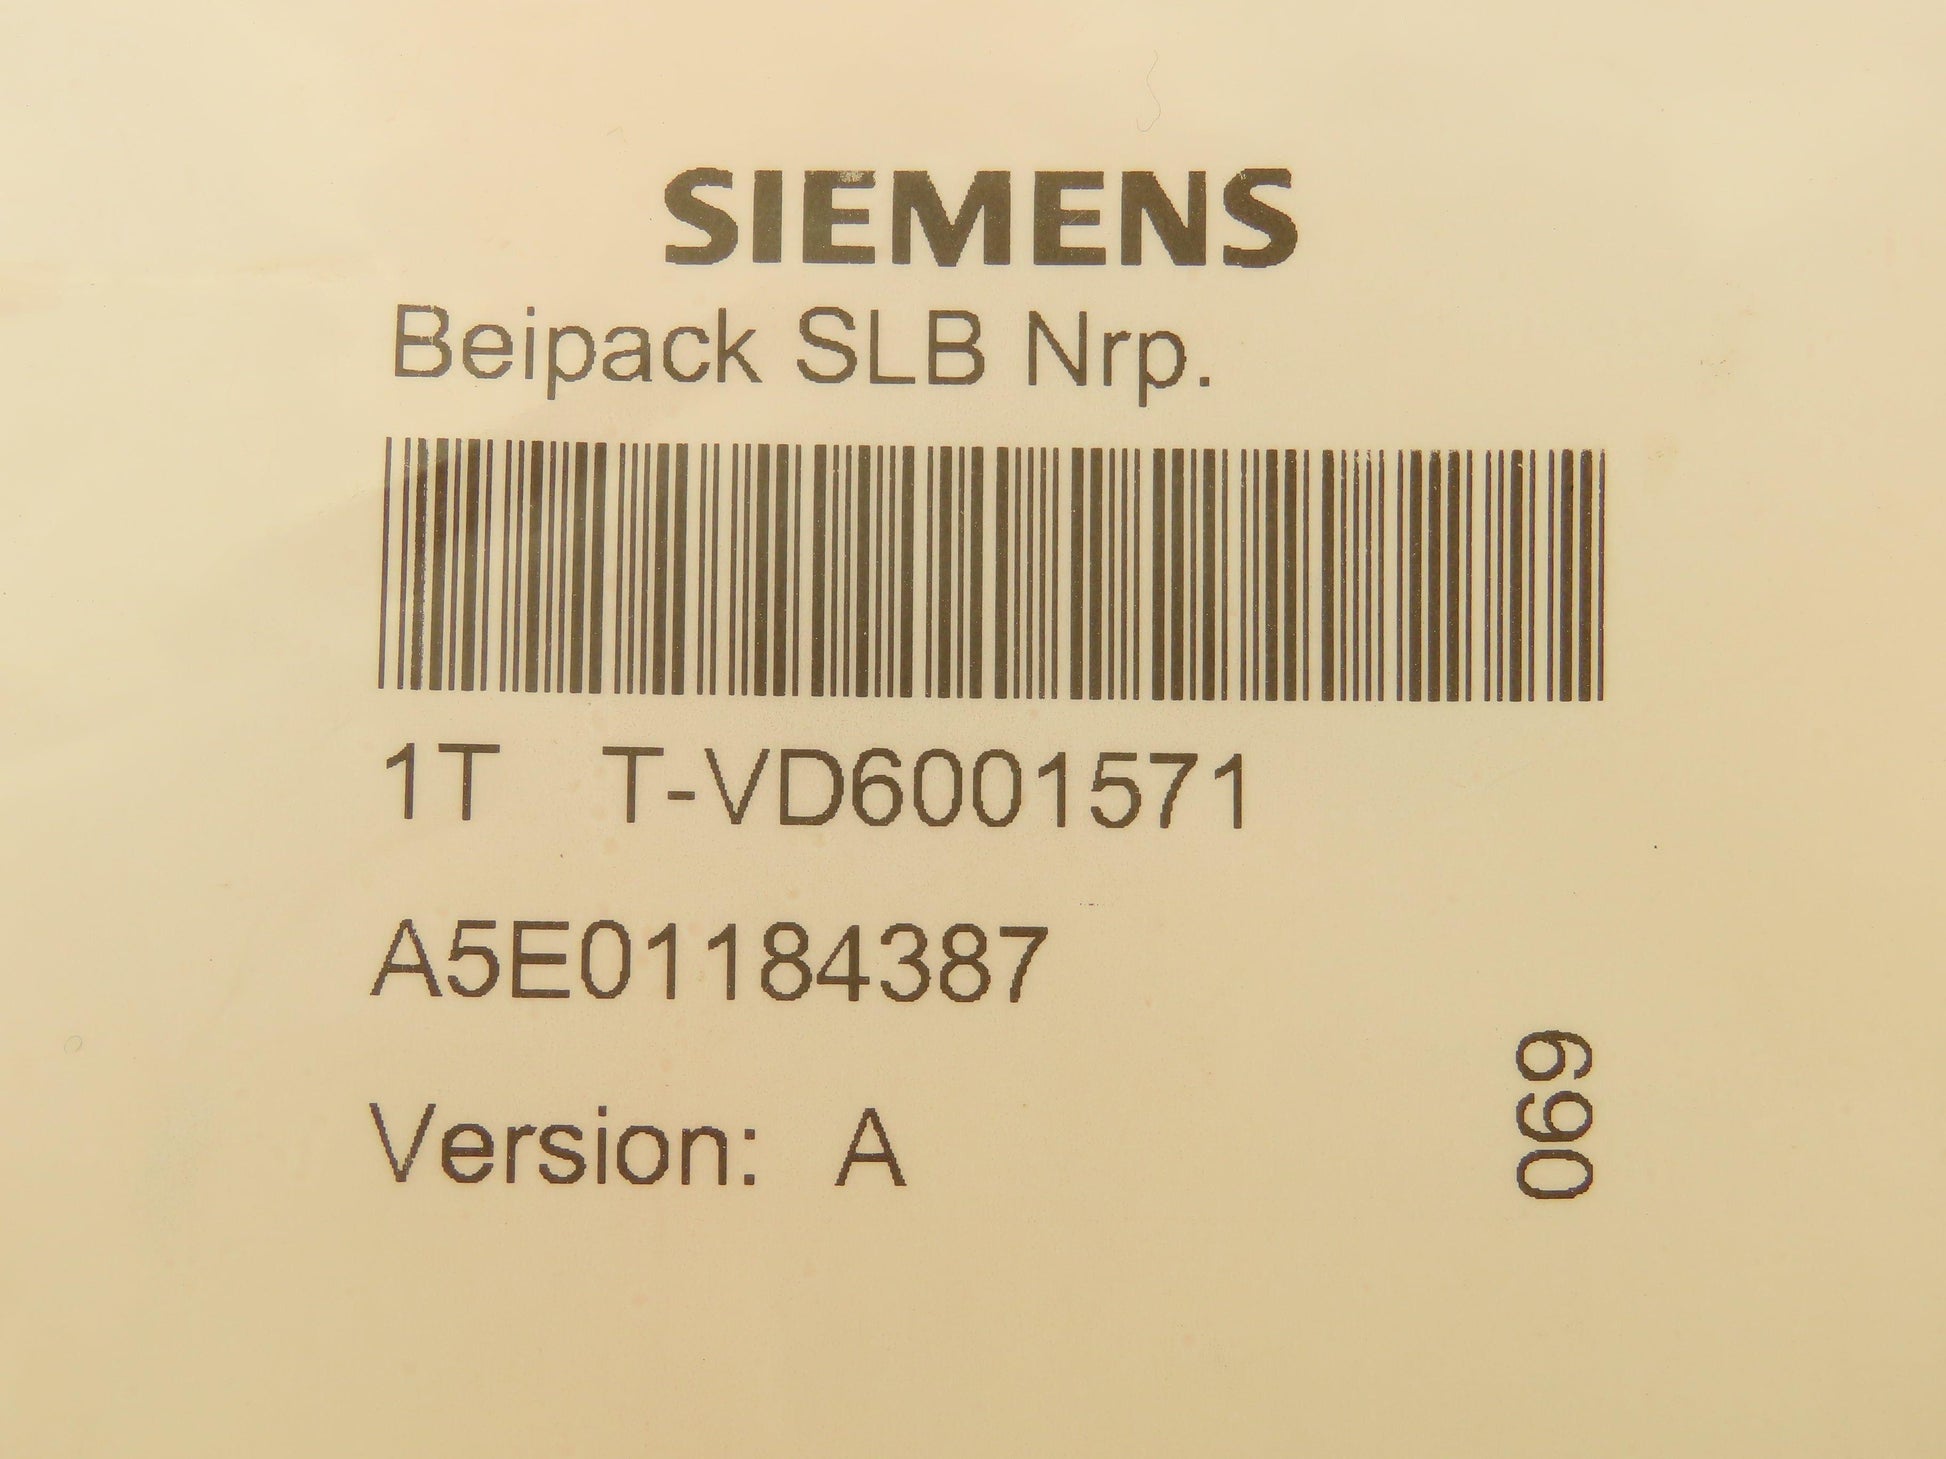 SIEMENS
Beipack SLB Nrp.
1T T-VD6001571
A5E01184387
Version: A
069